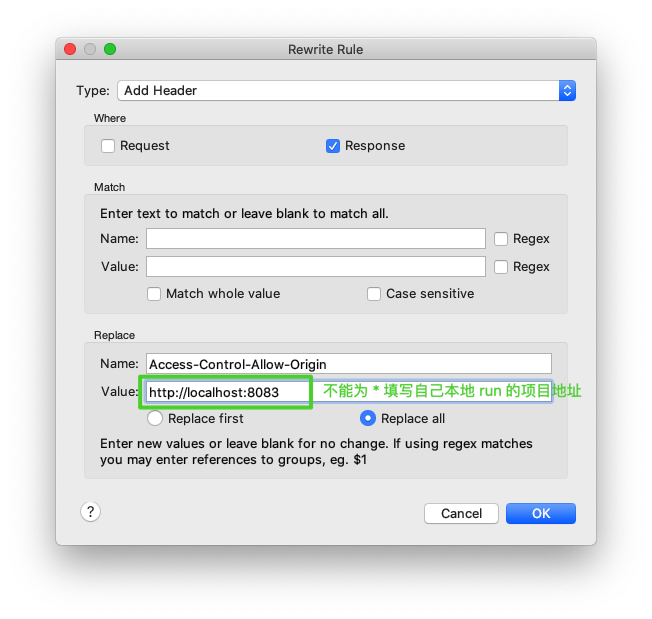 Rewrite Rule
Type: Add Header
Where
Request Response
Match
Enter text to match or leave blank to match all.
Name: Regex
Value: Regex
Match whole value Case sensitive
Replace
Name: Access-Control-Allow-Origin
Value: http://localhost:8083 不能为 * 填写自己本地 run 的项目地址
Replace first Replace all
Enter new values or leave blank for no change. If using regex matches
you may enter references to groups, eg. $1
? Cancel OK